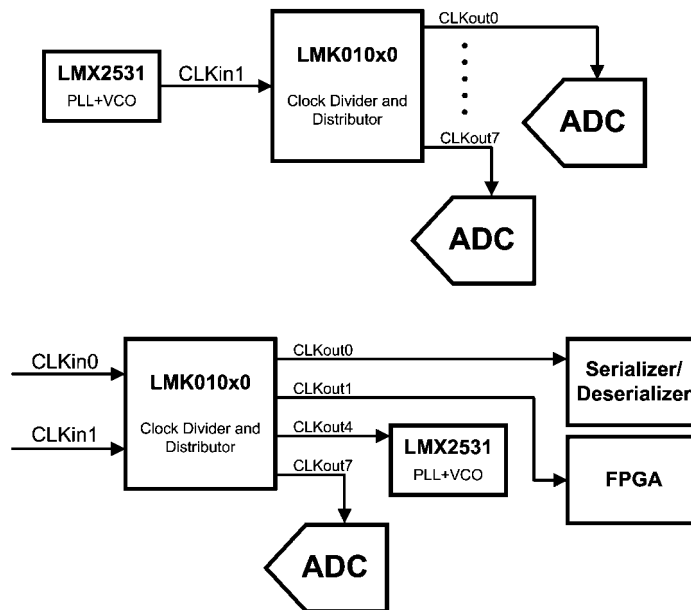 CLKout0
LMK010x0
LMX2531
CLKin1
PLL+VCO
Clock Divider and
Distributor
ADC
CLKout7
ADC
CLKout0
CLKin0
LMK010x0
Serializer/
Deserializer
CLKout1
Clock Divider and
Distributor
CLKin1
CLKout4
LMX2531
PLL+VCO
FPGA
CLKout7
ADC